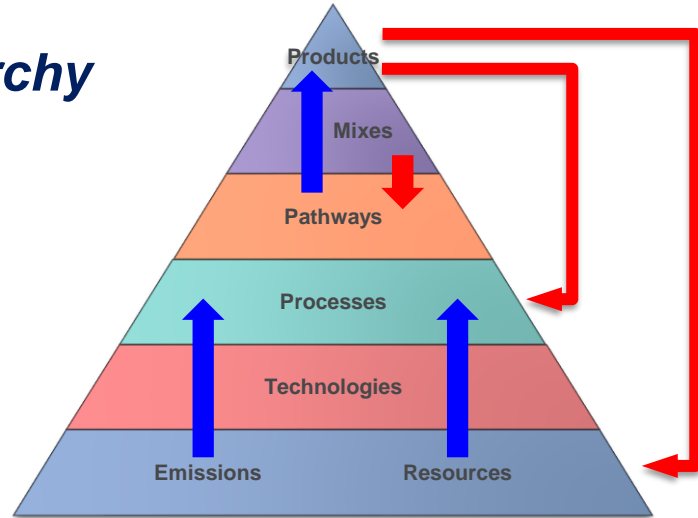 rchy
Products
Mixes
Pathways
Processes
Technologies
Emissions Resources